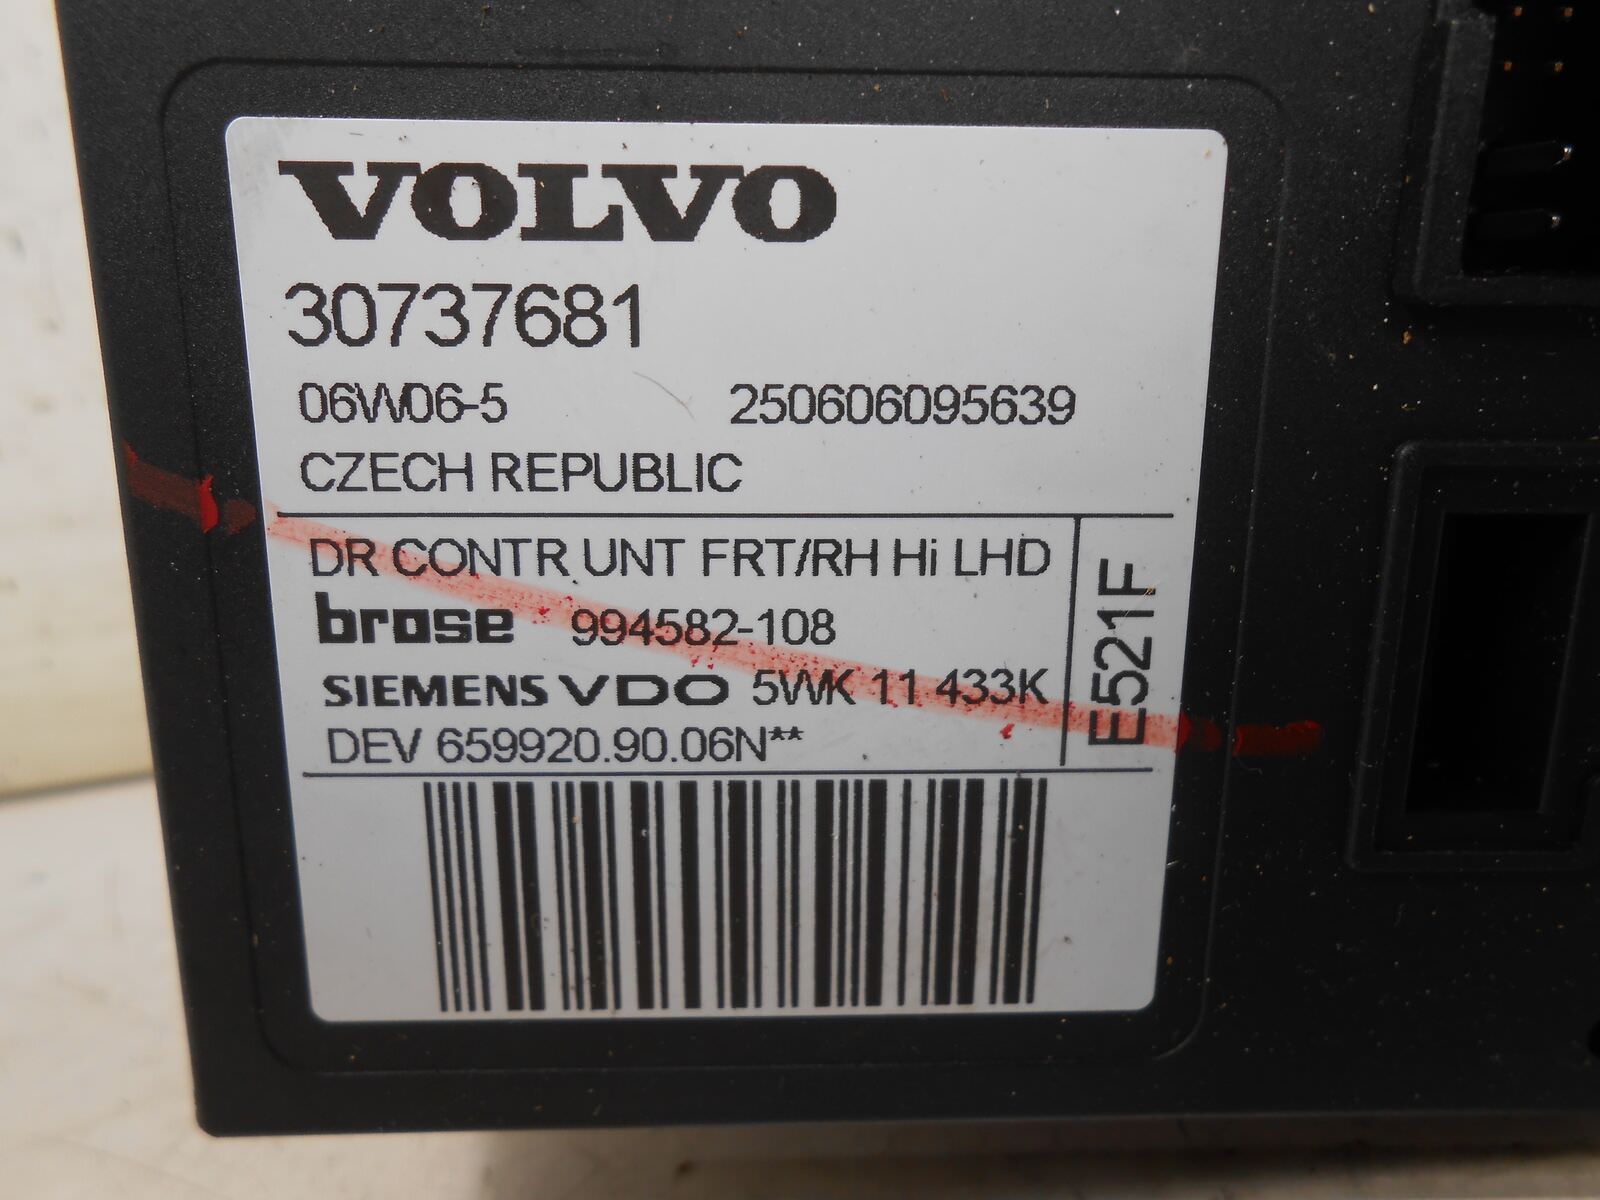 VOLVO
30737681
06W06-5 250606095639
CZECH REPUBLIC
DR CONTR UNT FRT/RH Hi LHD
brose 994582-108
SIEMENS VDO 5WK 11 433K
DEV 659920.90.06N**
E521F